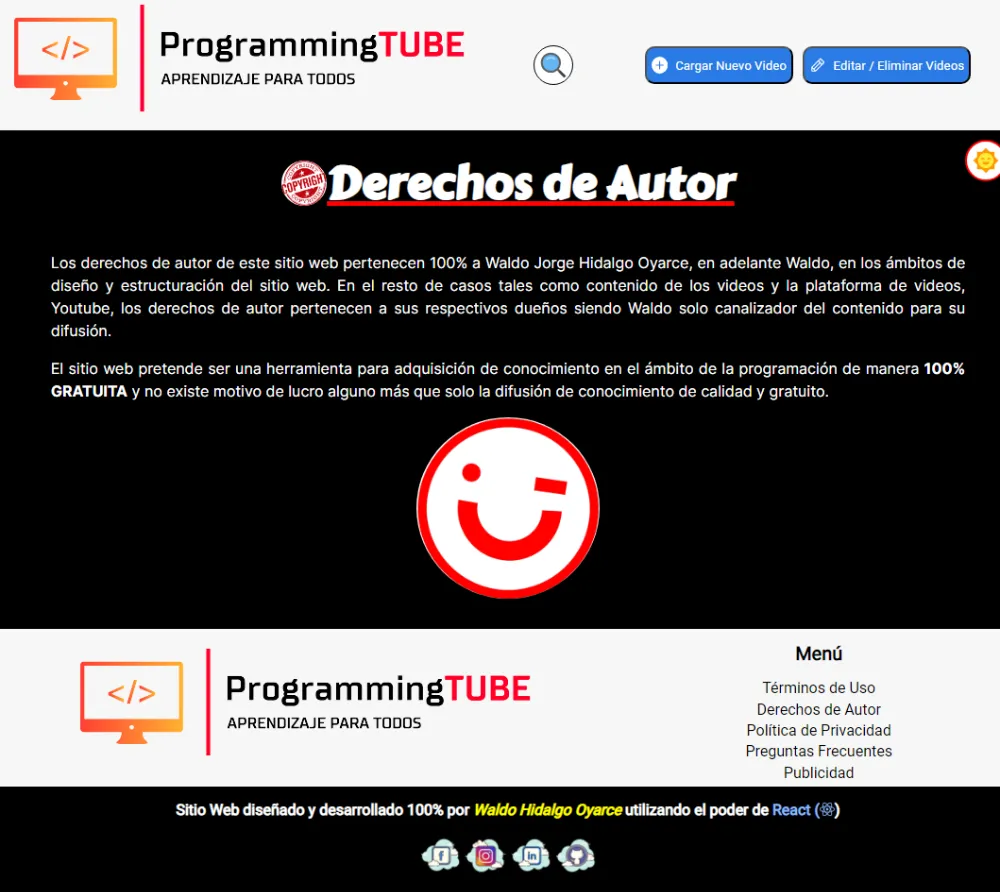 </>
ProgrammingTUBE
APRENDIZAJE PARA TODOS
Cargar Nuevo Video
Editar / Eliminar Videos
COPYRIGHT
Derechos de Autor
Los derechos de autor de este sitio web pertenecen 100% a Waldo Jorge Hidalgo Oyarce, en adelante Waldo, en los ámbitos de
diseño y estructuración del sitio web. En el resto de casos tales como contenido de los videos y la plataforma de videos,
Youtube, los derechos de autor pertenecen a sus respectivos dueños siendo Waldo solo canalizador del contenido para su
difusión.
El sitio web pretende ser una herramienta para adquisición de conocimiento en el ámbito de la programación de manera 100%
GRATUITA y no existe motivo de lucro alguno más que solo la difusión de conocimiento de calidad y gratuito.
</>
ProgrammingTUBE
APRENDIZAJE PARA TODOS
Menú
Términos de Uso
Derechos de Autor
Política de Privacidad
Preguntas Frecuentes
Publicidad
Sitio Web diseñado y desarrollado 100% por Waldo Hidalgo Oyarce utilizando el poder de React (⚛)
f
in